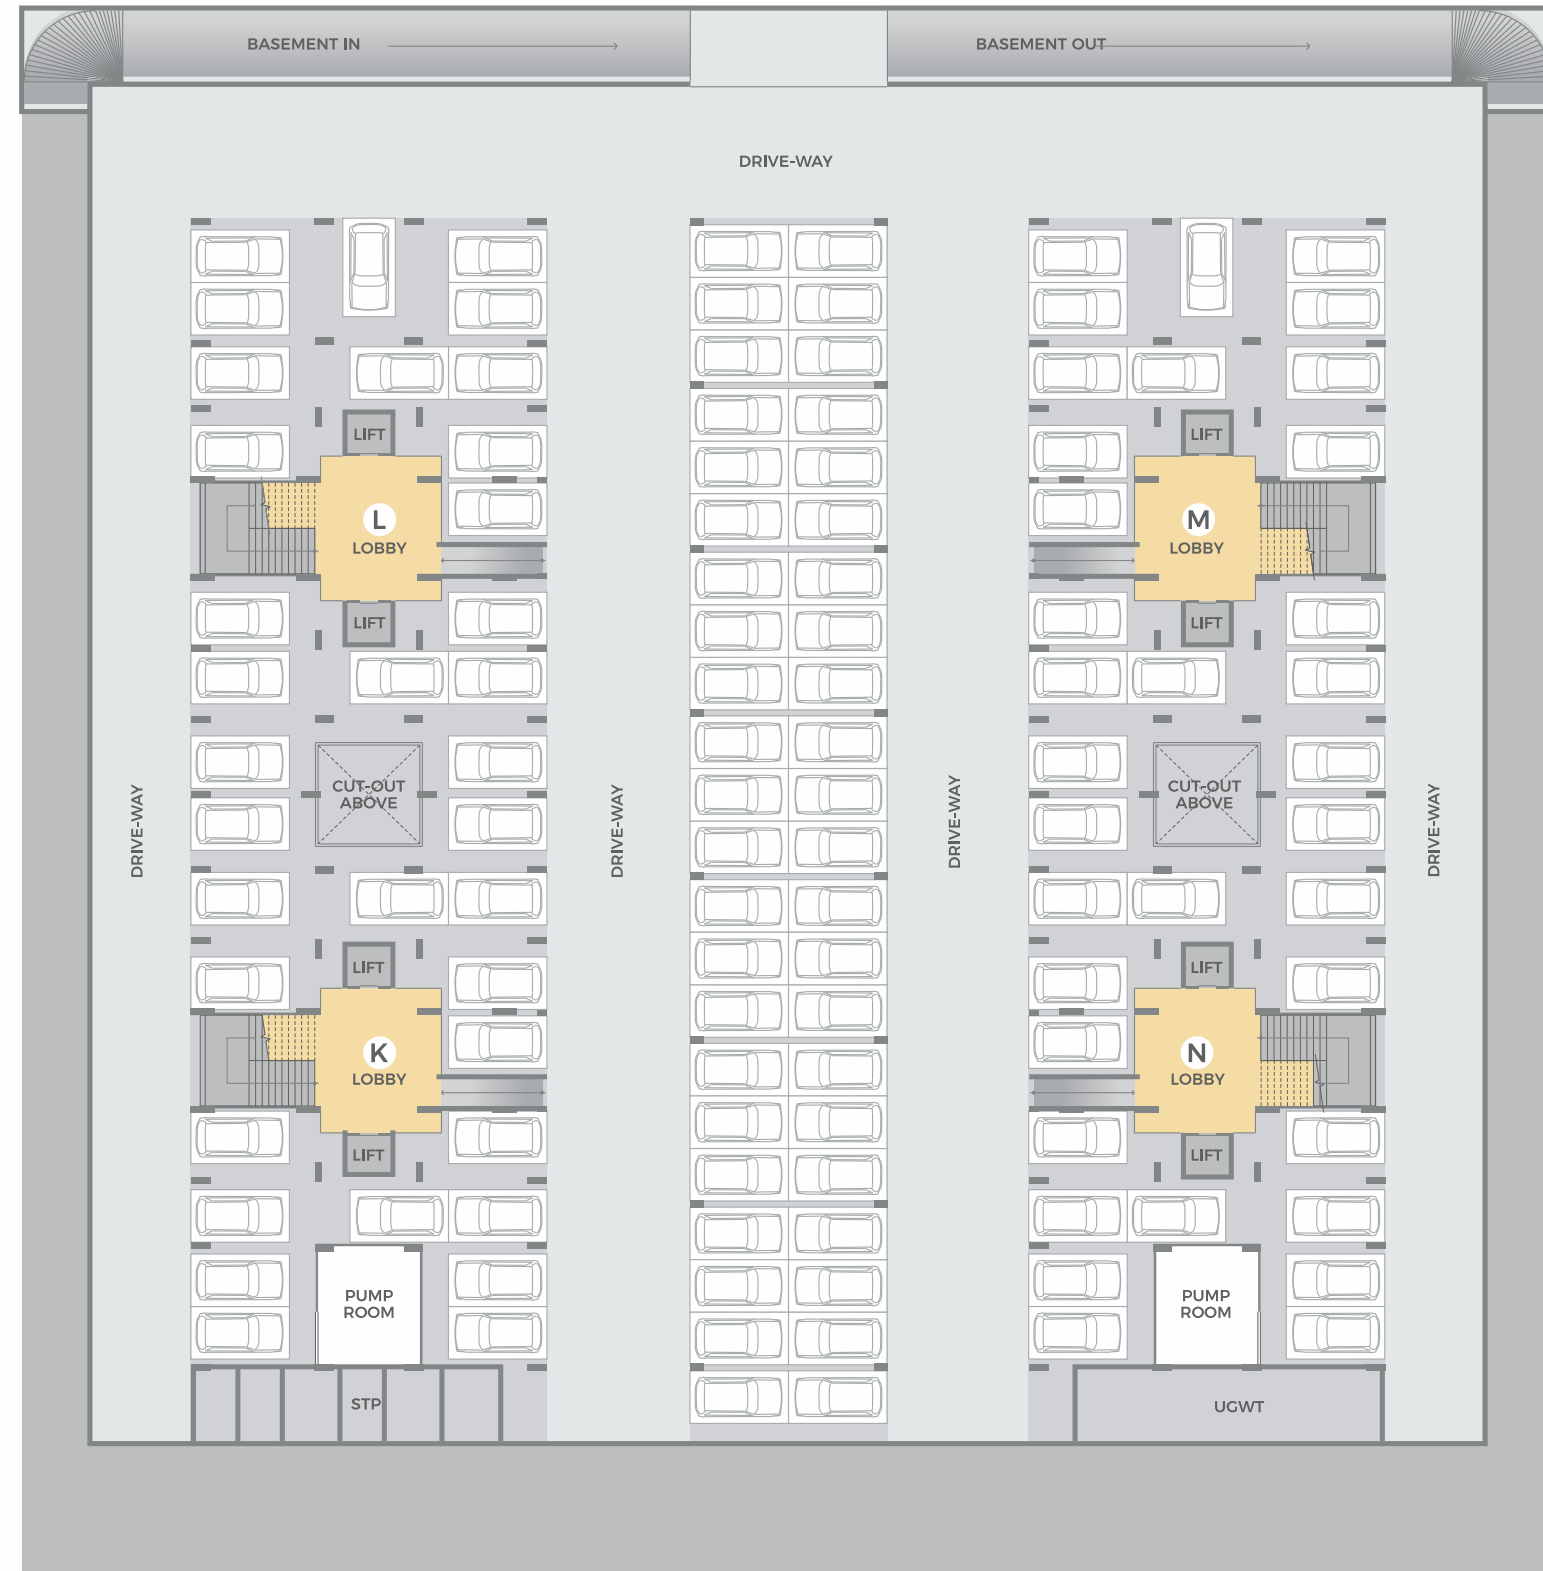 BASEMENT IN
BASEMENT OUT
DRIVE-WAY
LIFT
LIFT
L
LOBBY
M
LOBBY
LIFT
LIFT
DRIVE-WAY
CUT-OUT
ABOVE
DRIVE-WAY
DRIVE-WAY
CUT-OUT
ABOVE
DRIVE-WAY
LIFT
LIFT
K
LOBBY
N
LOBBY
LIFT
LIFT
PUMP
ROOM
PUMP
ROOM
STP
UGWT